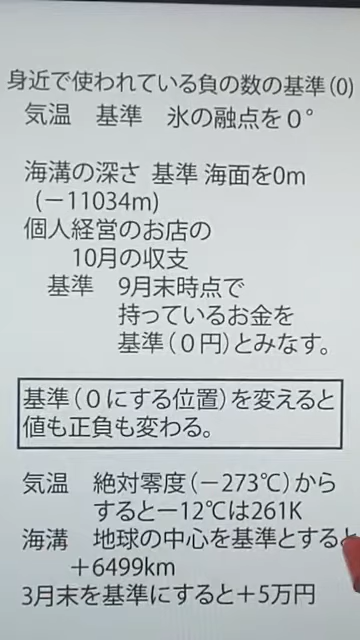 身近で使われている負の数の基準(0)
気温　基準　氷の融点を0°
海溝の深さ 基準 海面を0m
(－11034m)
個人経営のお店の
10月の収支
基準　9月末時点で
持っているお金を
基準(0円)とみなす。
基準(0にする位置)を変えると
値も正負も変わる。
気温　絶対零度(－273℃)から
すると－12℃は261K
海溝　地球の中心を基準とすると
＋6499km
3月末を基準にすると＋5万円